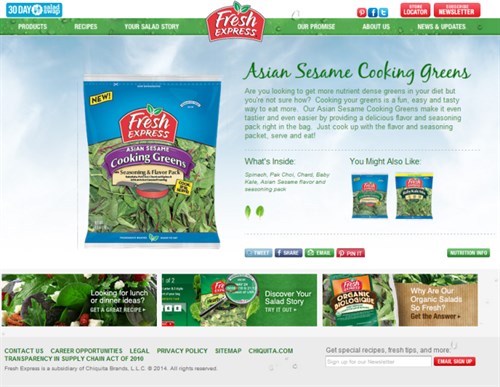 30 DAY salad swap
STORE LOCATOR
SUBSCRIBE NEWSLETTER
PRODUCTS RECIPES YOUR SALAD STORY Fresh EXPRESS OUR PROMISE ABOUT US NEWS & UPDATES
Asian Sesame Cooking Greens
Are you looking to get more nutrient dense greens in your diet but
you're not sure how? Cooking your greens is a fun, easy and tasty
way to eat more. Our Asian Sesame Cooking Greens make it even
tastier and even easier by providing a delicious flavor and seasoning
pack right in the bag. Just cook up with the flavor and seasoning
packet, serve and eat!
NEW!
Fresh EXPRESS
ASIAN SESAME
Cooking Greens
Seasoning & Flavor Pack
What's Inside:
Spinach, Pak Choi, Chard, Baby
Kale, Asian Sesame flavor and
seasoning pack
You Might Also Like:
TWEET SHARE EMAIL PIN IT NUTRITION INFO
Looking for lunch
or dinner ideas?
GET A GREAT RECIPE
Discover Your
Salad Story
TRY IT OUT
Fresh EXPRESS
ORGANIC
BIOLOGIQUE
Why Are Our
Organic Salads
So Fresh?
Get the Answer
CONTACT US CAREER OPPORTUNITIES LEGAL PRIVACY POLICY SITEMAP CHIQUITA.COM
TRANSPARENCY IN SUPPLY CHAIN ACT OF 2010
Fresh Express is a subsidiary of Chiquita Brands, L.L.C. © 2014. All rights reserved.
Get special recipes, fresh tips, and more.
Sign up for our Newsletter
EMAIL SIGN UP